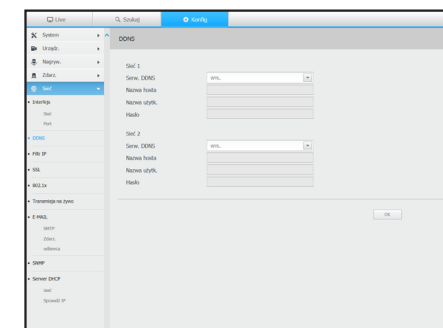 Live
Szukaj
Konfig
System
Urządz.
Nagryw.
Zdarz.
Sieć
Interfejs
Sieć
Port
DDNS
Filtr IP
SSL
802.1x
Transmisja na żywo
E-MAIL
SMTP
Zdarz.
odbiorca
SNMP
Serwer DHCP
sieć
Sprawdź IP
DDNS
Sieć 1
Serw. DDNS
WYŁ.
Nazwa hosta
Nazwa użytk.
Hasło
Sieć 2
Serw. DDNS
WYŁ.
Nazwa hosta
Nazwa użytk.
Hasło
OK